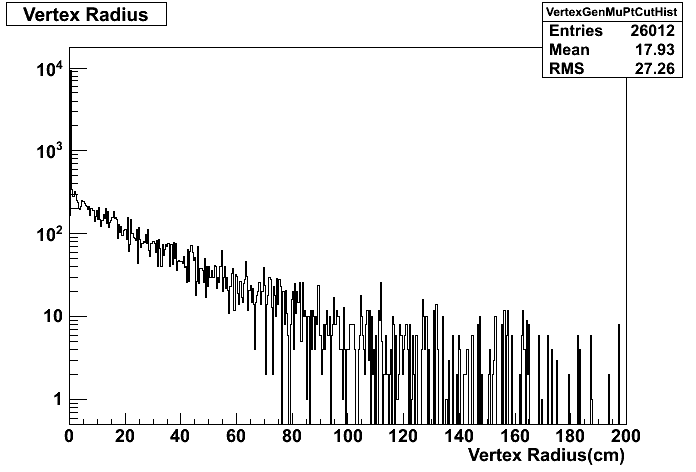 Vertex Radius
VertexGenMuPtCutHist
Entries 26012
Mean 17.93
RMS 27.26
10^4
10^3
10^2
10
1
0 20 40 60 80 100 120 140 160 180 200
Vertex Radius(cm)